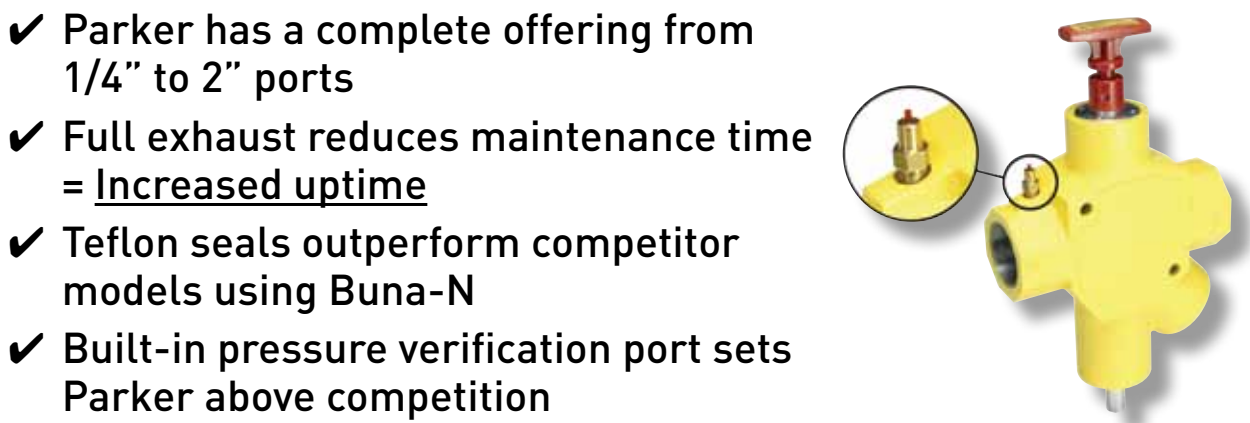 ✔ Parker has a complete offering from
1/4” to 2” ports
✔ Full exhaust reduces maintenance time
= Increased uptime
✔ Teflon seals outperform competitor
models using Buna-N
✔ Built-in pressure verification port sets
Parker above competition